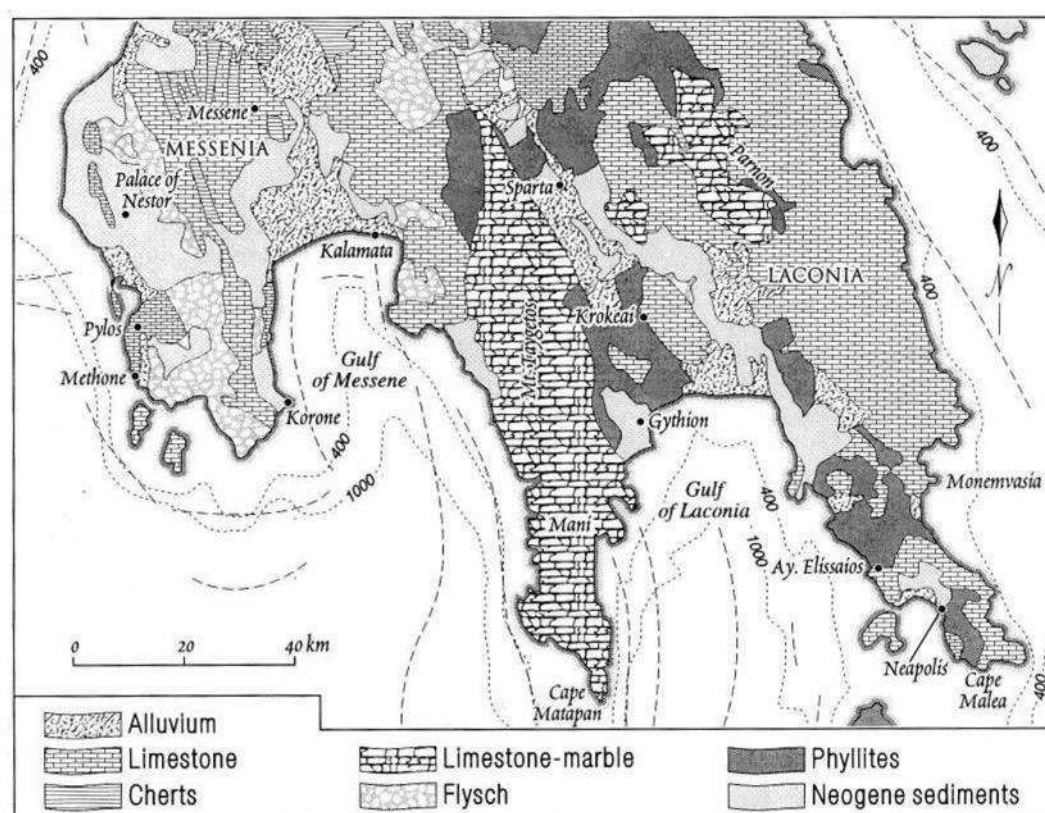 400
Messene
MESSENIA
Palace of
Nestor
Kalamata
Pylos
Methone
Korone
Gulf
of Messene
400
1000
Mt. Taygetos
Sparta
Parnon
LACONIA
Krokeai
Gythion
Gulf
of Laconia
400
1000
Mani
Cape
Matapan
Monemvasia
Ay. Elissaios
Neapolis
Cape
Malea
400
400
400
400
N
0 20 40 km
Alluvium
Limestone
Cherts
Limestone-marble
Flysch
Phyllites
Neogene sediments